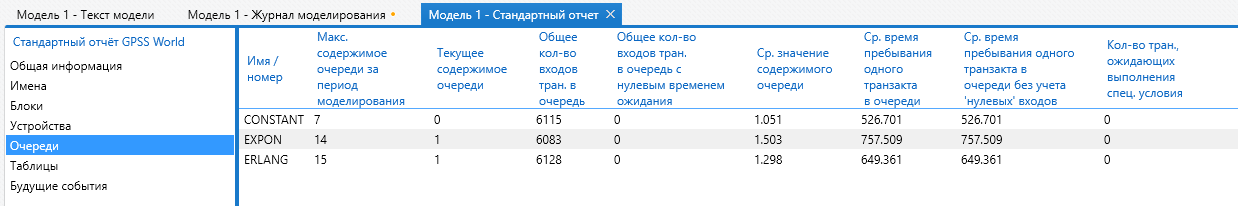 Модель 1 - Текст модели
Модель 1 - Журнал моделирования
Модель 1 - Стандартный отчет
Стандартный отчёт GPSS World
Общая информация
Имена
Блоки
Устройства
Очереди
Таблицы
Будущие события
Имя /
номер
Макс.
содержимое
очереди за
период
моделирования
Текущее
содержимое
очереди
Общее
кол-во
входов
тран. в
очередь
Общее кол-во
входов тран.
в очередь с
нулевым временем
ожидания
Ср. значение
содержимого
очереди
Ср. время
пребывания
одного
транзакта
в очереди
Ср. время
пребывания одного
транзакта в
очереди без учета
'нулевых' входов
Кол-во тран.,
ожидающих
выполнения
спец. условия
CONSTANT 7 0 6115 0 1.051 526.701 526.701 0
EXPON 14 1 6083 0 1.503 757.509 757.509 0
ERLANG 15 1 6128 0 1.298 649.361 649.361 0